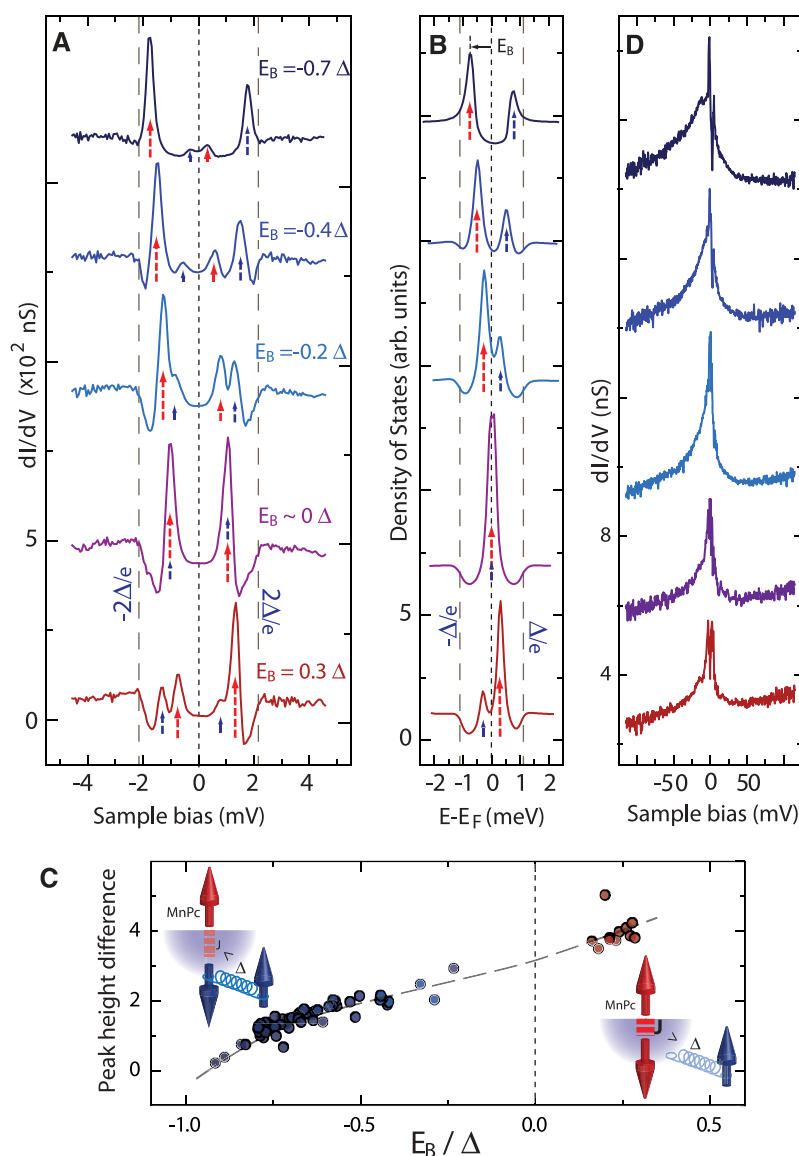 A
B
D
E_B = -0.7 Δ
E_B = -0.4 Δ
E_B = -0.2 Δ
E_B ~ 0 Δ
E_B = 0.3 Δ
-2Δ/e
2Δ/e
dI/dV (×10² nS)
5
0
-4 -2 0 2 4
Sample bias (mV)
E_B
-Δ/e
Δ/e
Density of States (arb. units)
5
0
-2 -1 0 1 2
E-E_F (meV)
dI/dV (nS)
8
4
-50 0 50
Sample bias (mV)
C
Peak height difference
4
2
0
MnPc
J
<
Δ
MnPc
J
>
Δ
-1.0 -0.5 0.0 0.5
E_B / Δ